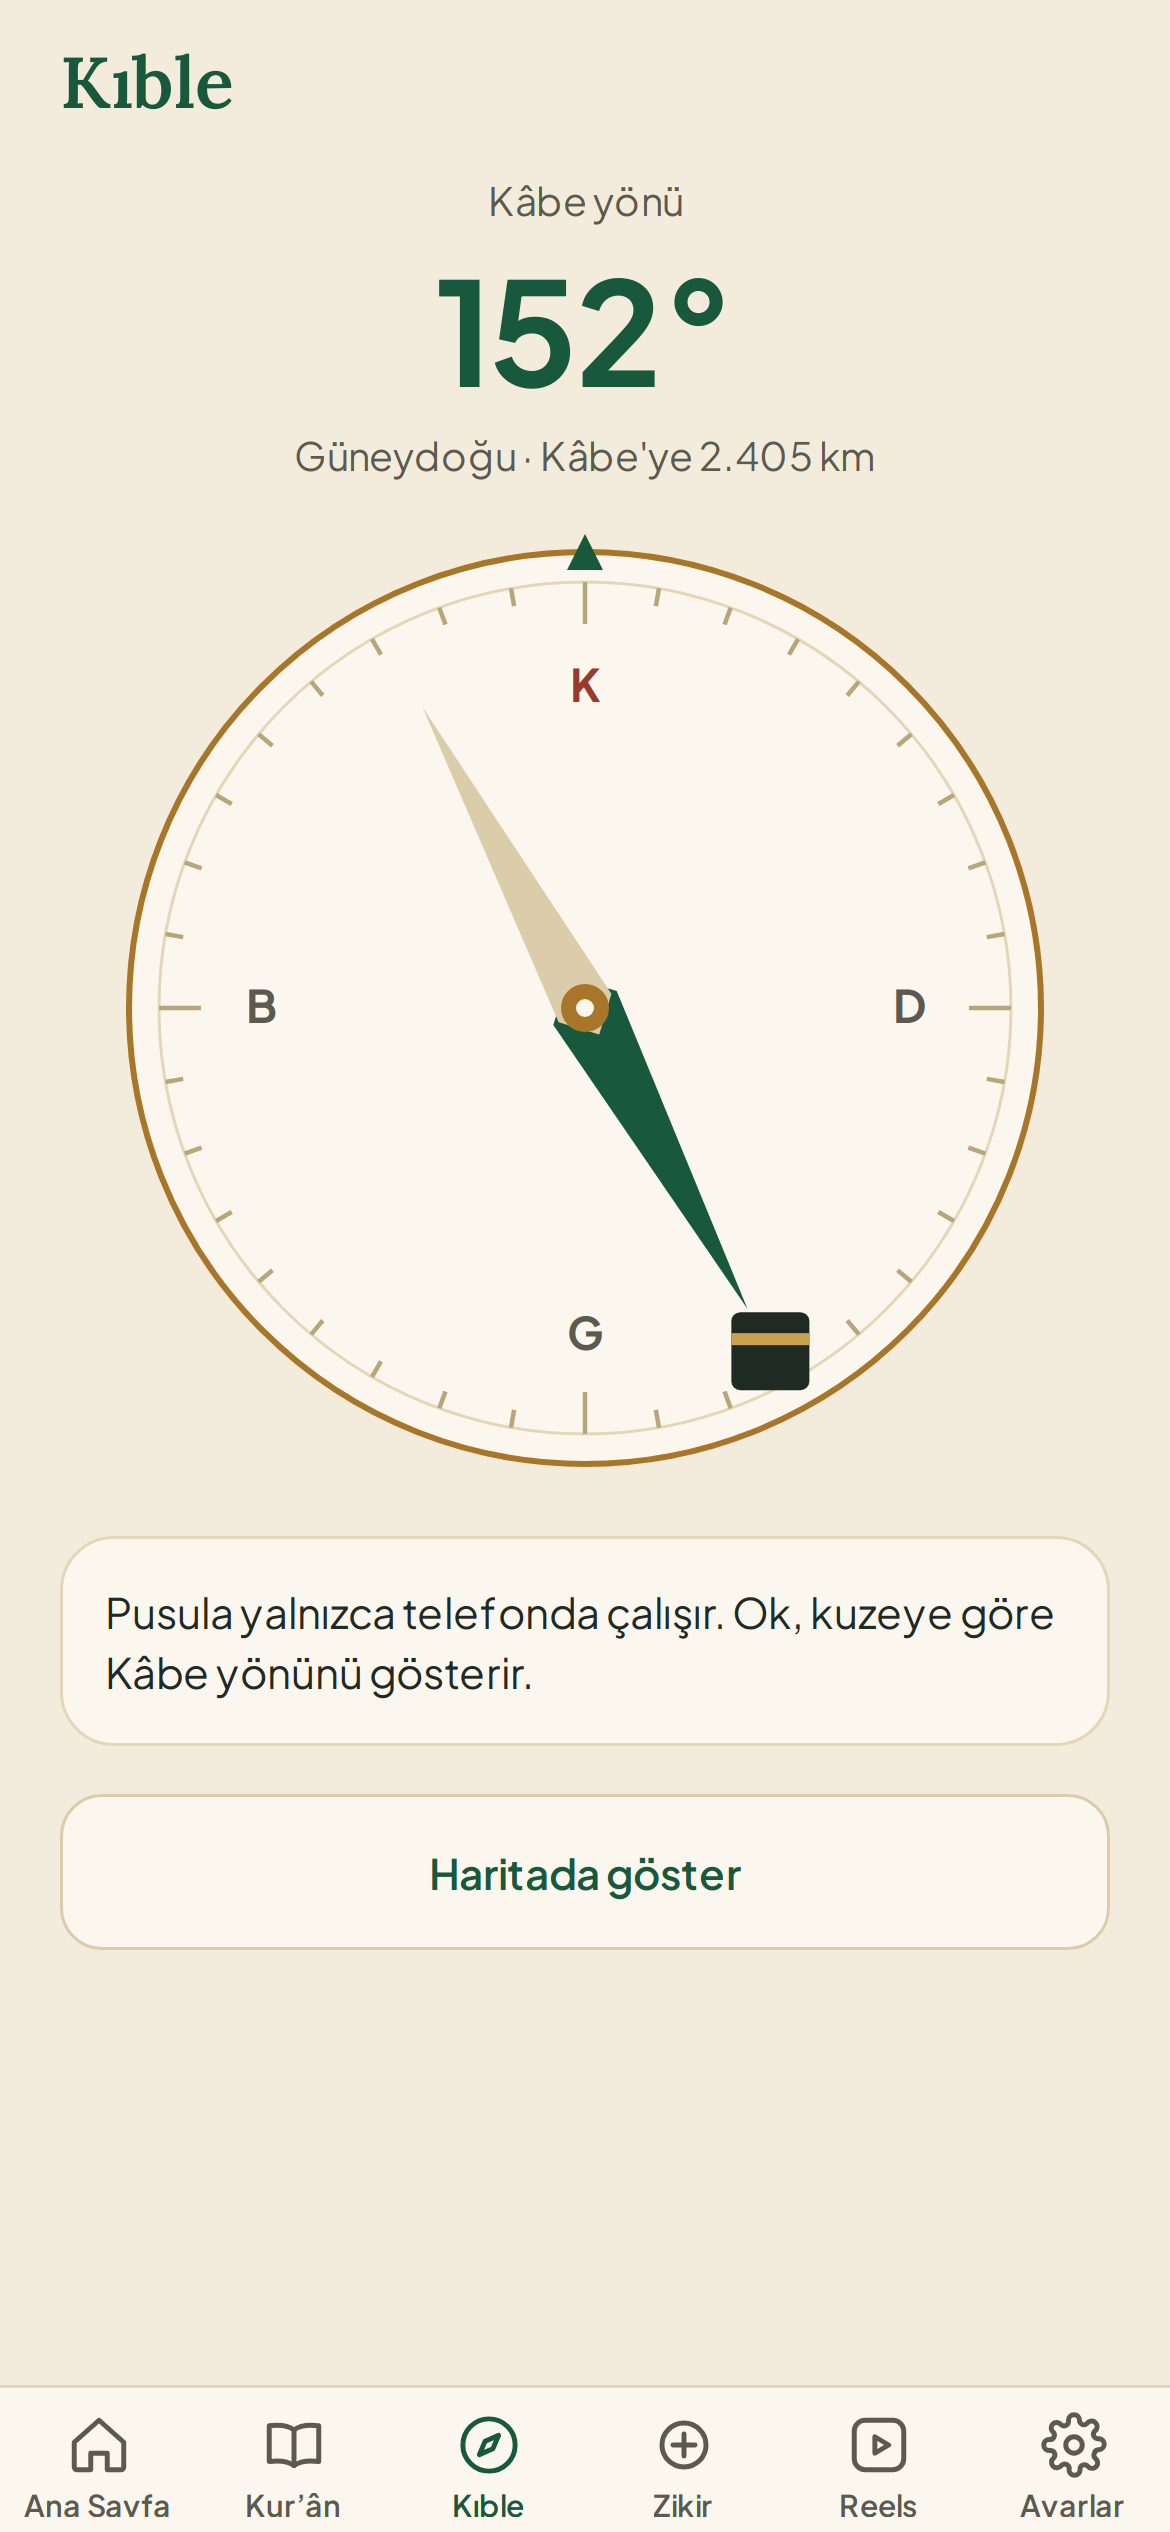 Kıble
Kâbe yönü
152°
Güneydoğu · Kâbe'ye 2.405 km
K
B
D
G
Pusula yalnızca telefonda çalışır. Ok, kuzeye göre
Kâbe yönünü gösterir.
Haritada göster
Ana Savfa
Kur’ân
Kıble
Zikir
Reels
Avarlar